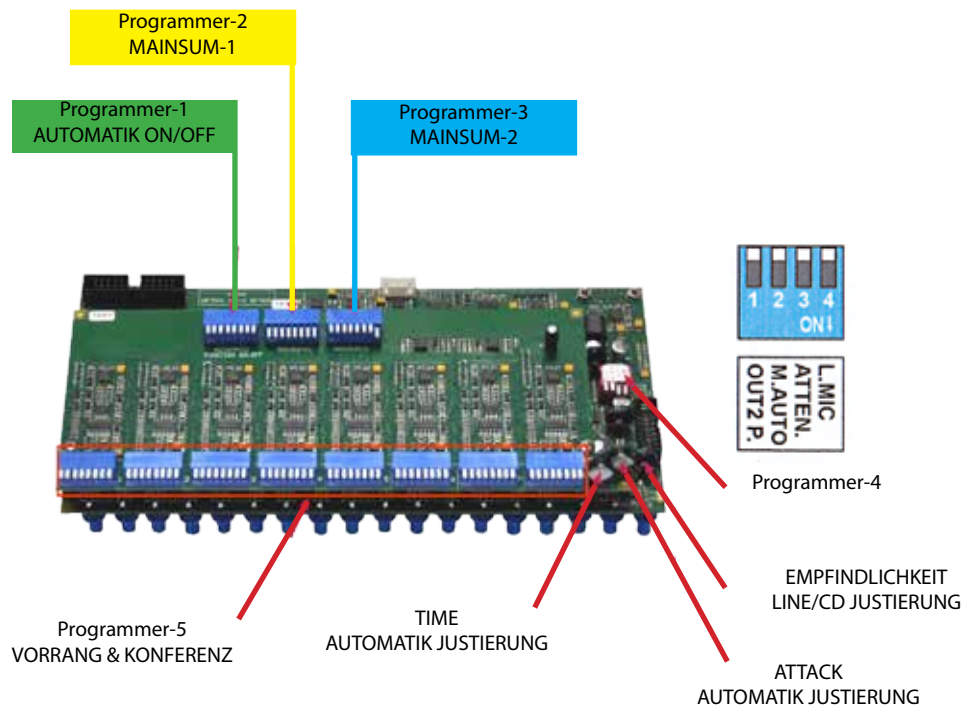 Programmer-2
MAINSUM-1
Programmer-1
AUTOMATIK ON/OFF
Programmer-3
MAINSUM-2
1 2 3 4
ON↓
L.MIC
ATTEN.
M.AUTO
OUT2 P.
Programmer-4
EMPFINDLICHKEIT
LINE/CD JUSTIERUNG
TIME
AUTOMATIK JUSTIERUNG
Programmer-5
VORRANG & KONFERENZ
ATTACK
AUTOMATIK JUSTIERUNG